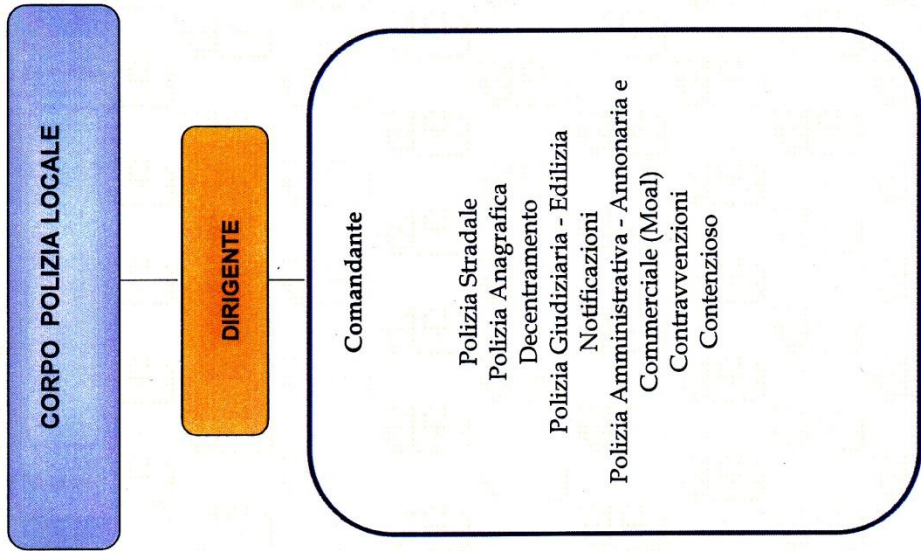 CORPO POLIZIA LOCALE
DIRIGENTE
Comandante
Polizia Stradale
Polizia Anagrafica
Decentramento
Polizia Giudiziaria - Edilizia
Notificazioni
Polizia Amministrativa - Annonaria e
Commerciale (Moal)
Contravvenzioni
Contenzioso